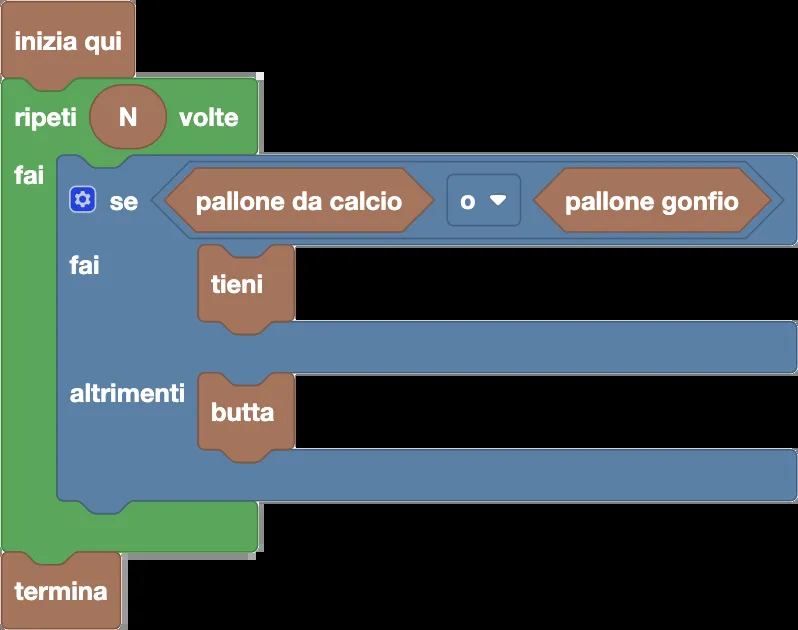 inizia qui
ripeti N volte
fai
se pallone da calcio o pallone gonfio
fai
tieni
altrimenti
butta
termina